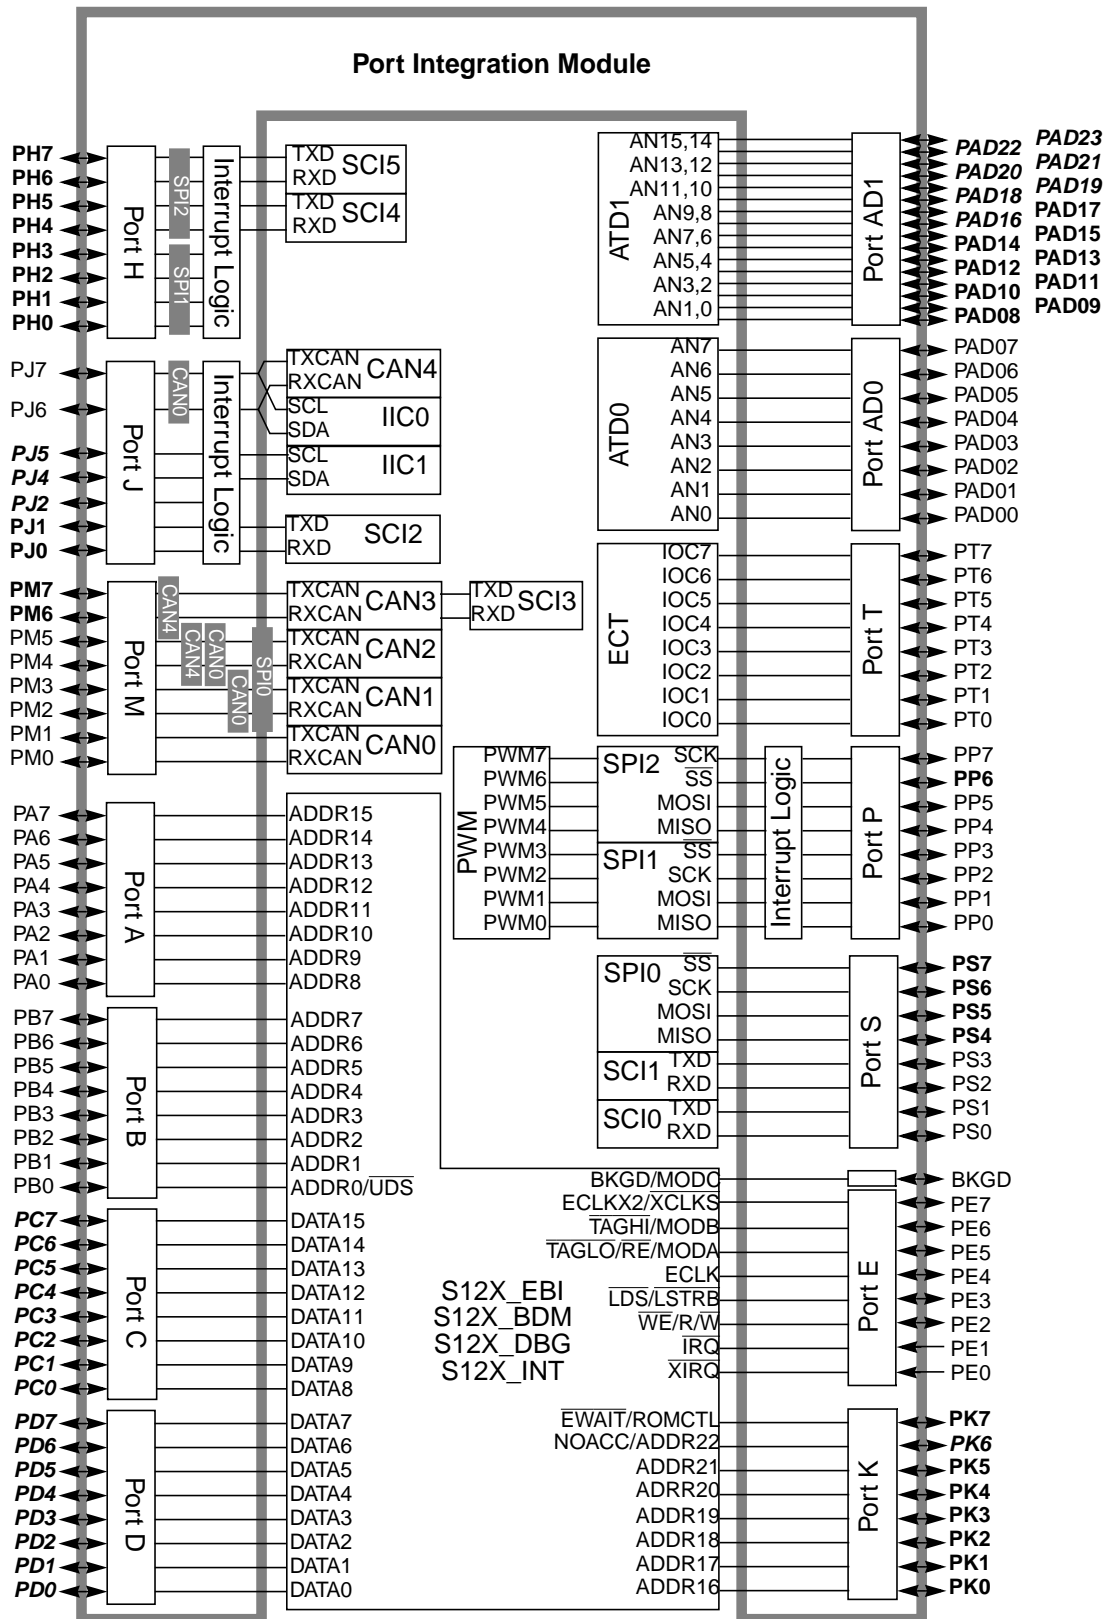 Port Integration Module
PH7
PH6
PH5
PH4
PH3
PH2
PH1
PH0
Port H
SPI2
SPI1
Interrupt Logic
TXD
RXD
SCI5
TXD
RXD
SCI4
PJ7
PJ6
PJ5
PJ4
PJ2
PJ1
PJ0
Port J
CAN0
Interrupt Logic
TXCAN
RXCAN
CAN4
SCL
SDA
IIC0
SCL
SDA
IIC1
TXD
RXD
SCI2
PM7
PM6
PM5
PM4
PM3
PM2
PM1
PM0
Port M
CAN4
CAN4
CAN0
CAN0
SPI0
TXCAN
RXCAN
CAN3
TXD
RXD
SCI3
TXCAN
RXCAN
CAN2
TXCAN
RXCAN
CAN1
TXCAN
RXCAN
CAN0
PA7
PA6
PA5
PA4
PA3
PA2
PA1
PA0
Port A
ADDR15
ADDR14
ADDR13
ADDR12
ADDR11
ADDR10
ADDR9
ADDR8
PB7
PB6
PB5
PB4
PB3
PB2
PB1
PB0
Port B
ADDR7
ADDR6
ADDR5
ADDR4
ADDR3
ADDR2
ADDR1
ADDR0/UDS
PC7
PC6
PC5
PC4
PC3
PC2
PC1
PC0
Port C
DATA15
DATA14
DATA13
DATA12
DATA11
DATA10
DATA9
DATA8
PD7
PD6
PD5
PD4
PD3
PD2
PD1
PD0
Port D
DATA7
DATA6
DATA5
DATA4
DATA3
DATA2
DATA1
DATA0
S12X_EBI
S12X_BDM
S12X_DBG
S12X_INT
ATD1
AN15,14
AN13,12
AN11,10
AN9,8
AN7,6
AN5,4
AN3,2
AN1,0
Port AD1
PAD23
PAD22
PAD21
PAD20
PAD19
PAD18
PAD17
PAD16
PAD15
PAD14
PAD13
PAD12
PAD11
PAD10
PAD09
PAD08
ATD0
AN7
AN6
AN5
AN4
AN3
AN2
AN1
AN0
Port AD0
PAD07
PAD06
PAD05
PAD04
PAD03
PAD02
PAD01
PAD00
ECT
IOC7
IOC6
IOC5
IOC4
IOC3
IOC2
IOC1
IOC0
Port T
PT7
PT6
PT5
PT4
PT3
PT2
PT1
PT0
PWM
PWM7
PWM6
PWM5
PWM4
PWM3
PWM2
PWM1
PWM0
SPI2
SCK
SS
MOSI
MISO
SPI1
SS
SCK
MOSI
MISO
Interrupt Logic
Port P
PP7
PP6
PP5
PP4
PP3
PP2
PP1
PP0
SPI0
SS
SCK
MOSI
MISO
SCI1
TXD
RXD
SCI0
TXD
RXD
Port S
PS7
PS6
PS5
PS4
PS3
PS2
PS1
PS0
BKGD/MODC
BKGD
ECLKX2/XCLKS
TAGHI/MODB
TAGLO/RE/MODA
ECLK
LDS/LSTRB
WE/R/W
IRQ
XIRQ
Port E
PE7
PE6
PE5
PE4
PE3
PE2
PE1
PE0
EWAIT/ROMCTL
NOACC/ADDR22
ADDR21
ADRR20
ADDR19
ADDR18
ADDR17
ADDR16
Port K
PK7
PK6
PK5
PK4
PK3
PK2
PK1
PK0